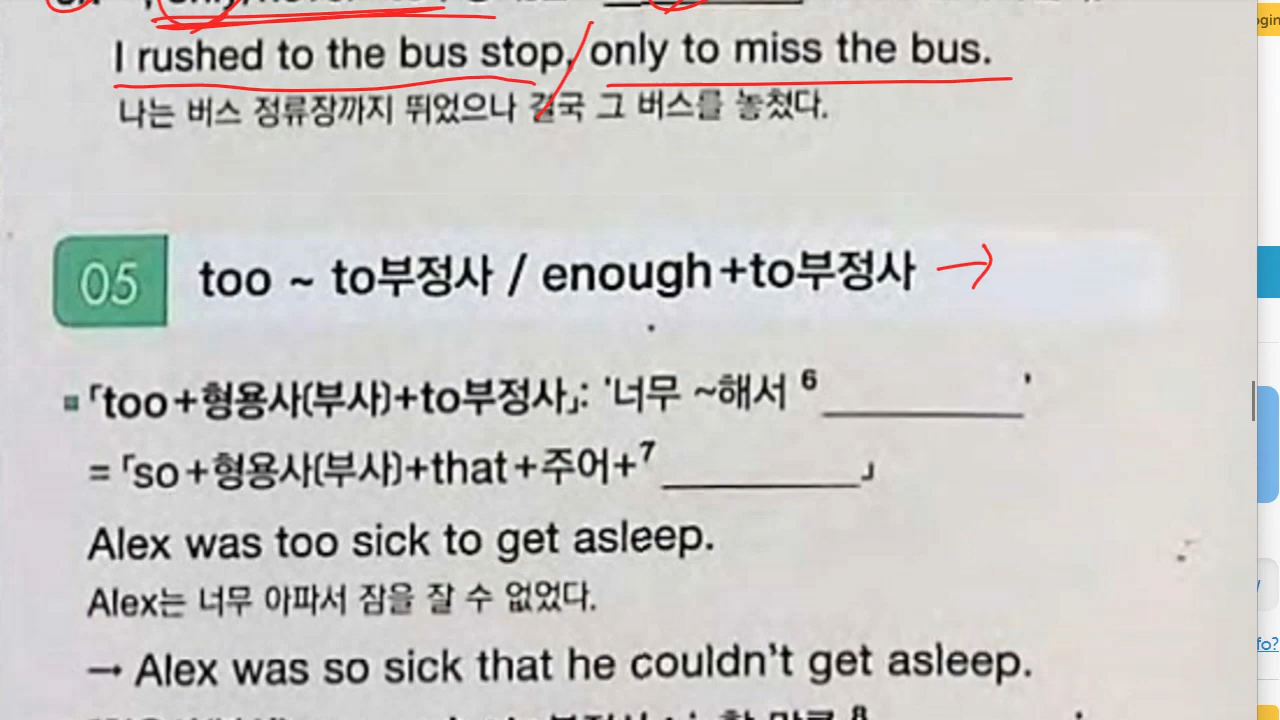 I rushed to the bus stop, only to miss the bus.
나는 버스 정류장까지 뛰었으나 결국 그 버스를 놓쳤다.
05 too ~ to부정사 / enough+to부정사
「too+형용사(부사)+to부정사」: '너무 ~해서 6__________'
= 「so+형용사(부사)+that+주어+7__________」
Alex was too sick to get asleep.
Alex는 너무 아파서 잠을 잘 수 없었다.
→ Alex was so sick that he couldn't get asleep.
ogin
fo?